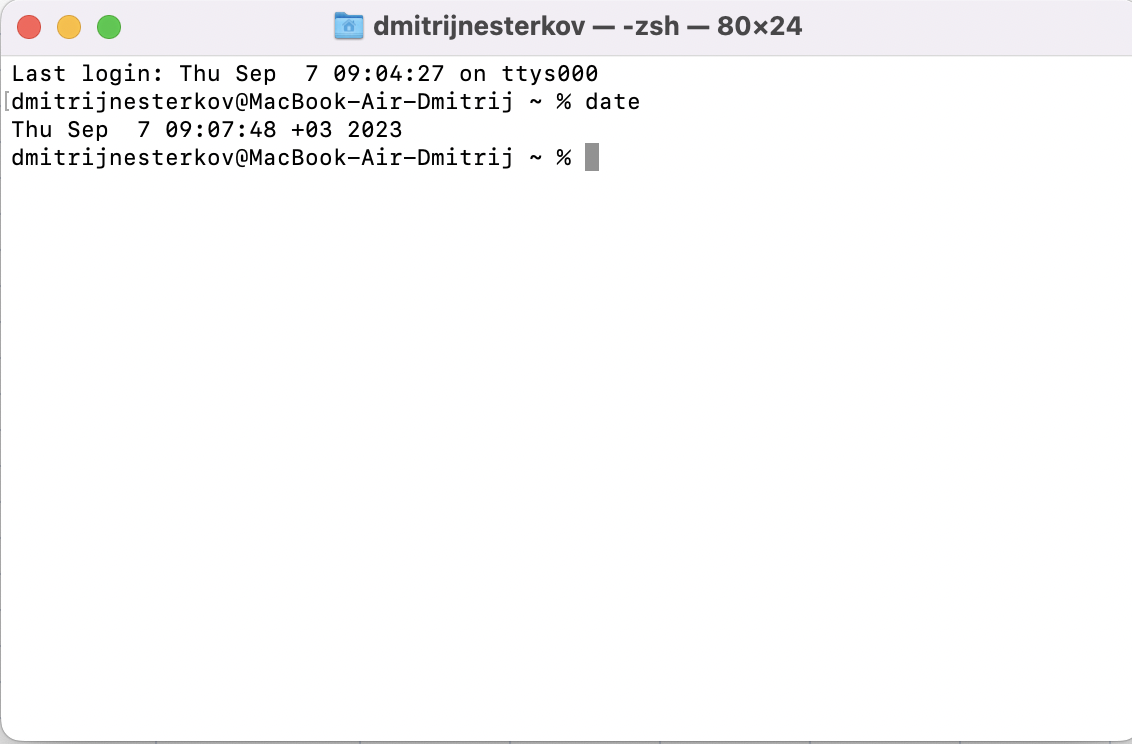 dmitrijnesterkov — -zsh — 80×24
Last login: Thu Sep  7 09:04:27 on ttys000
[dmitrijnesterkov@MacBook-Air-Dmitrij ~ % date
Thu Sep  7 09:07:48 +03 2023
dmitrijnesterkov@MacBook-Air-Dmitrij ~ %